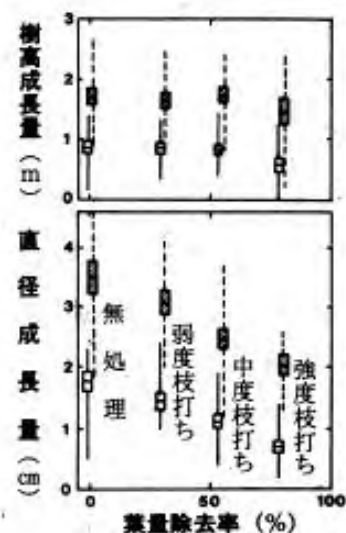 樹高成長量（m）
3
2
1
0
直径成長量（cm）
4
3
2
1
0
無処理
弱度枝打ち
中度枝打ち
強度枝打ち
0 50 100
葉量除去率（%）